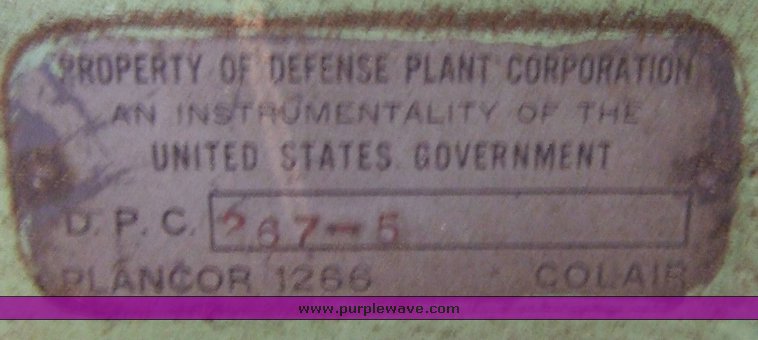 PROPERTY OF DEFENSE PLANT CORPORATION
AN INSTRUMENTALITY OF THE
UNITED STATES GOVERNMENT
D. P. C. 267-5
PLANCOR 1266 COLAIR
www.purplewave.com